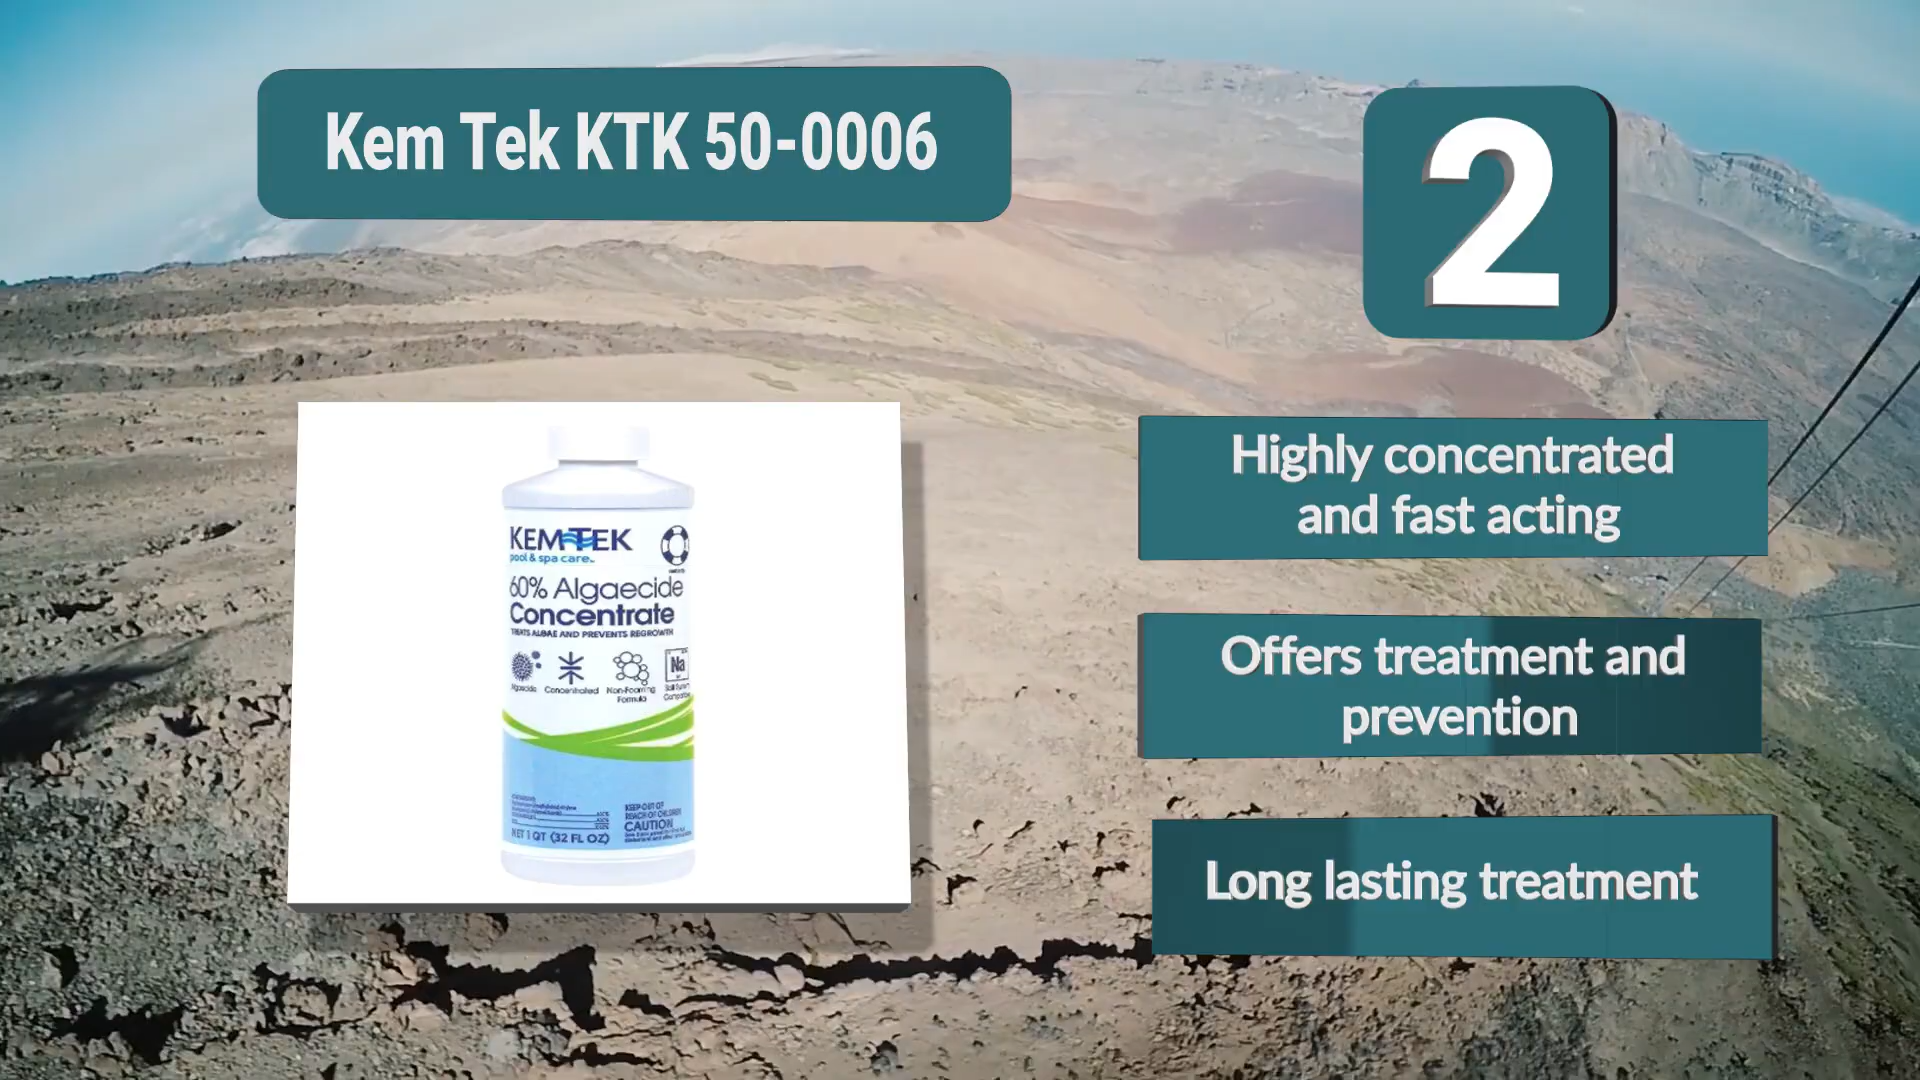 Kem Tek KTK 50-0006
2
Highly concentrated
and fast acting
Offers treatment and
prevention
Long lasting treatment
KEM TEK
pool & spa care
60% Algaecide
Concentrate
TREATS ALGAE AND PREVENTS REGROWTH
Algaecide Concentrated Non-Foaming
Formula
Na
KEEP OUT OF
REACH OF CHILDREN
CAUTION
NET 1 QT (32 FL OZ)